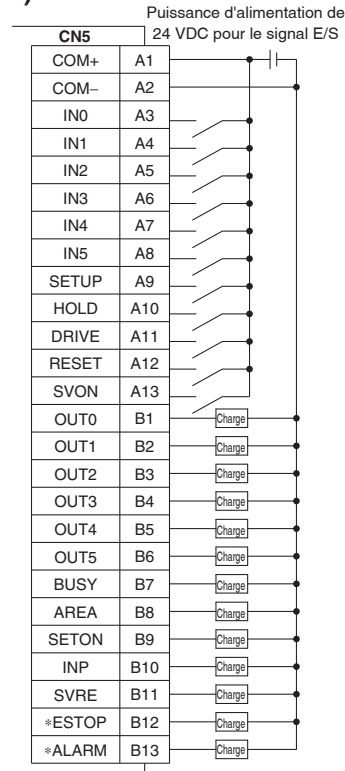 Puissance d'alimentation de
CN5 24 VDC pour le signal E/S
COM+ A1
COM− A2
IN0 A3
IN1 A4
IN2 A5
IN3 A6
IN4 A7
IN5 A8
SETUP A9
HOLD A10
DRIVE A11
RESET A12
SVON A13
OUT0 B1 Charge
OUT1 B2 Charge
OUT2 B3 Charge
OUT3 B4 Charge
OUT4 B5 Charge
OUT5 B6 Charge
BUSY B7 Charge
AREA B8 Charge
SETON B9 Charge
INP B10 Charge
SVRE B11 Charge
∗ESTOP B12 Charge
∗ALARM B13 Charge